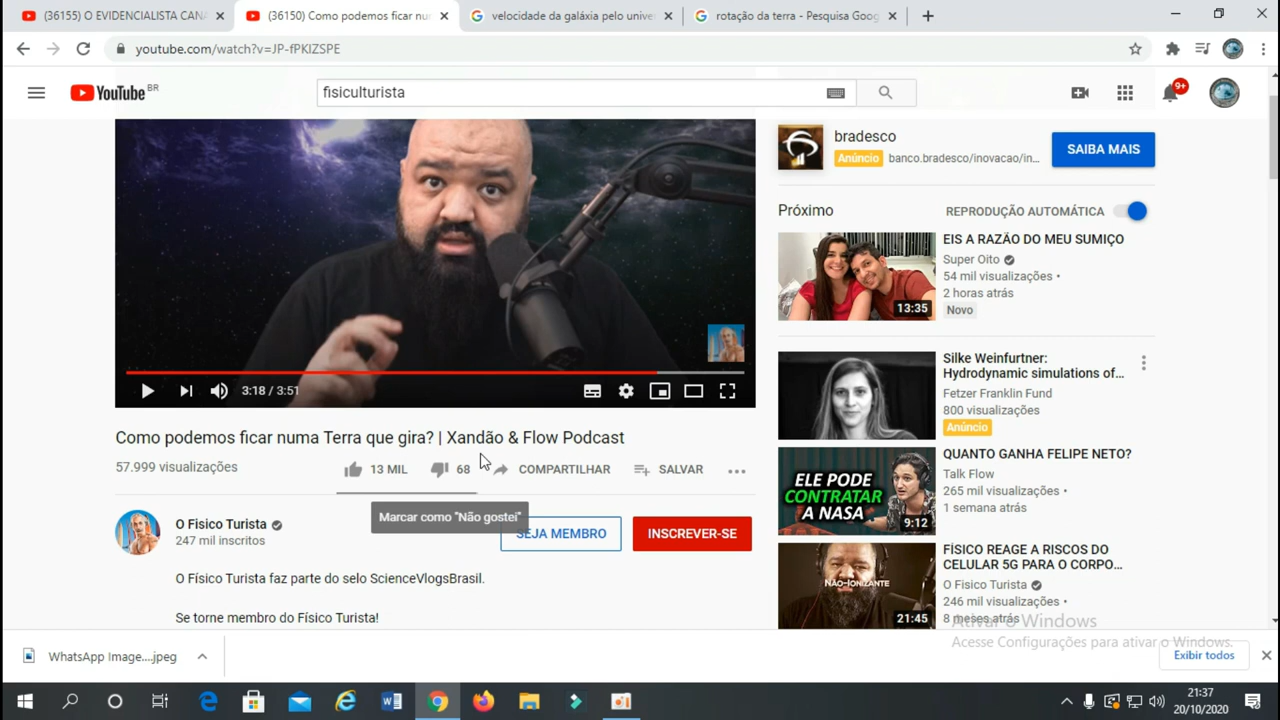 (36155) O EVIDENCIALISTA CANA
(36150) Como podemos ficar num
velocidade da galáxia pelo univer
rotação da terra - Pesquisa Goog
youtube.com/watch?v=JP-fPKIZSPE
YouTube BR
fisiculturista
9+
3:18 / 3:51
Como podemos ficar numa Terra que gira? | Xandão & Flow Podcast
57.999 visualizações
13 MIL
68
COMPARTILHAR
SALVAR
Marcar como "Não gostei"
O Fisico Turista
247 mil inscritos
SEJA MEMBRO
INSCREVER-SE
O Físico Turista faz parte do selo ScienceVlogsBrasil.
Se torne membro do Físico Turista!
bradesco
Anúncio
banco.bradesco/inovacao/in...
SAIBA MAIS
Próximo
REPRODUÇÃO AUTOMÁTICA
13:35
EIS A RAZÃO DO MEU SUMIÇO
Super Oito
54 mil visualizações •
2 horas atrás
Novo
Silke Weinfurtner:
Hydrodynamic simulations of...
Fetzer Franklin Fund
800 visualizações
Anúncio
ELE PODE
CONTRATAR
A NASA
9:12
QUANTO GANHA FELIPE NETO?
Talk Flow
265 mil visualizações •
1 semana atrás
NÃO-IONIZANTE
21:45
FÍSICO REAGE A RISCOS DO
CELULAR 5G PARA O CORPO...
O Fisico Turista
246 mil visualizações •
8 meses atrás
Ativar o Windows
Acesse Configurações para ativar o Windows.
WhatsApp Image....jpeg
Exibir todos
21:37
20/10/2020